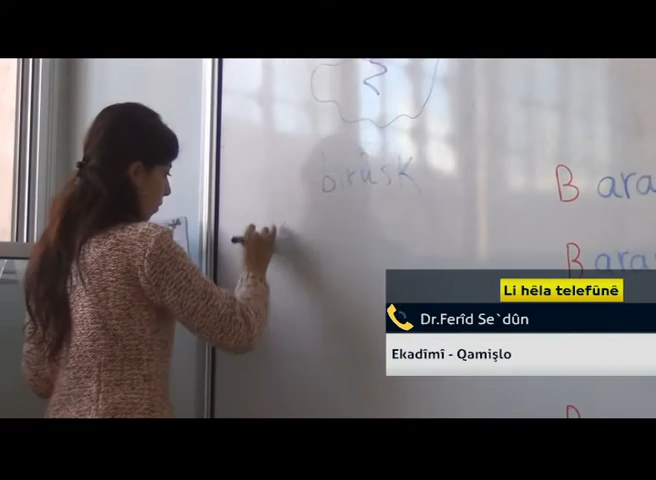 birûsk
B ara
B ara
Li hêla telefûnê
Dr.Ferîd Se`dûn
Ekadîmî - Qamişlo